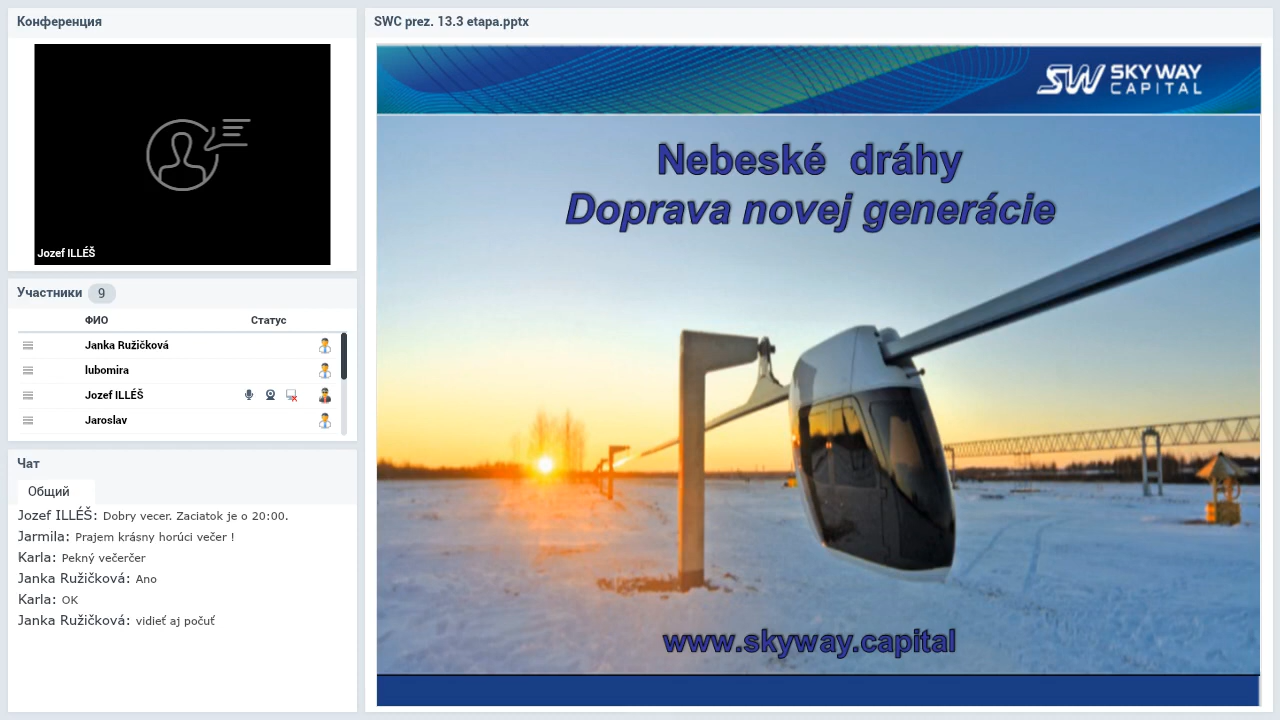 Конференция
Jozef ILLÉŠ
Участники 9
ФИО Статус
Janka Ružičková
lubomira
Jozef ILLÉŠ
Jaroslav
Чат
Общий
Jozef ILLÉŠ: Dobry vecer. Zaciatok je o 20:00.
Jarmila: Prajem krásny horúci večer !
Karla: Pekný večerčer
Janka Ružičková: Ano
Karla: OK
Janka Ružičková: vidieť aj počuť
SWC prez. 13.3 etapa.pptx
SW SKY WAY
CAPITAL
Nebeské dráhy
Doprava novej generácie
www.skyway.capital